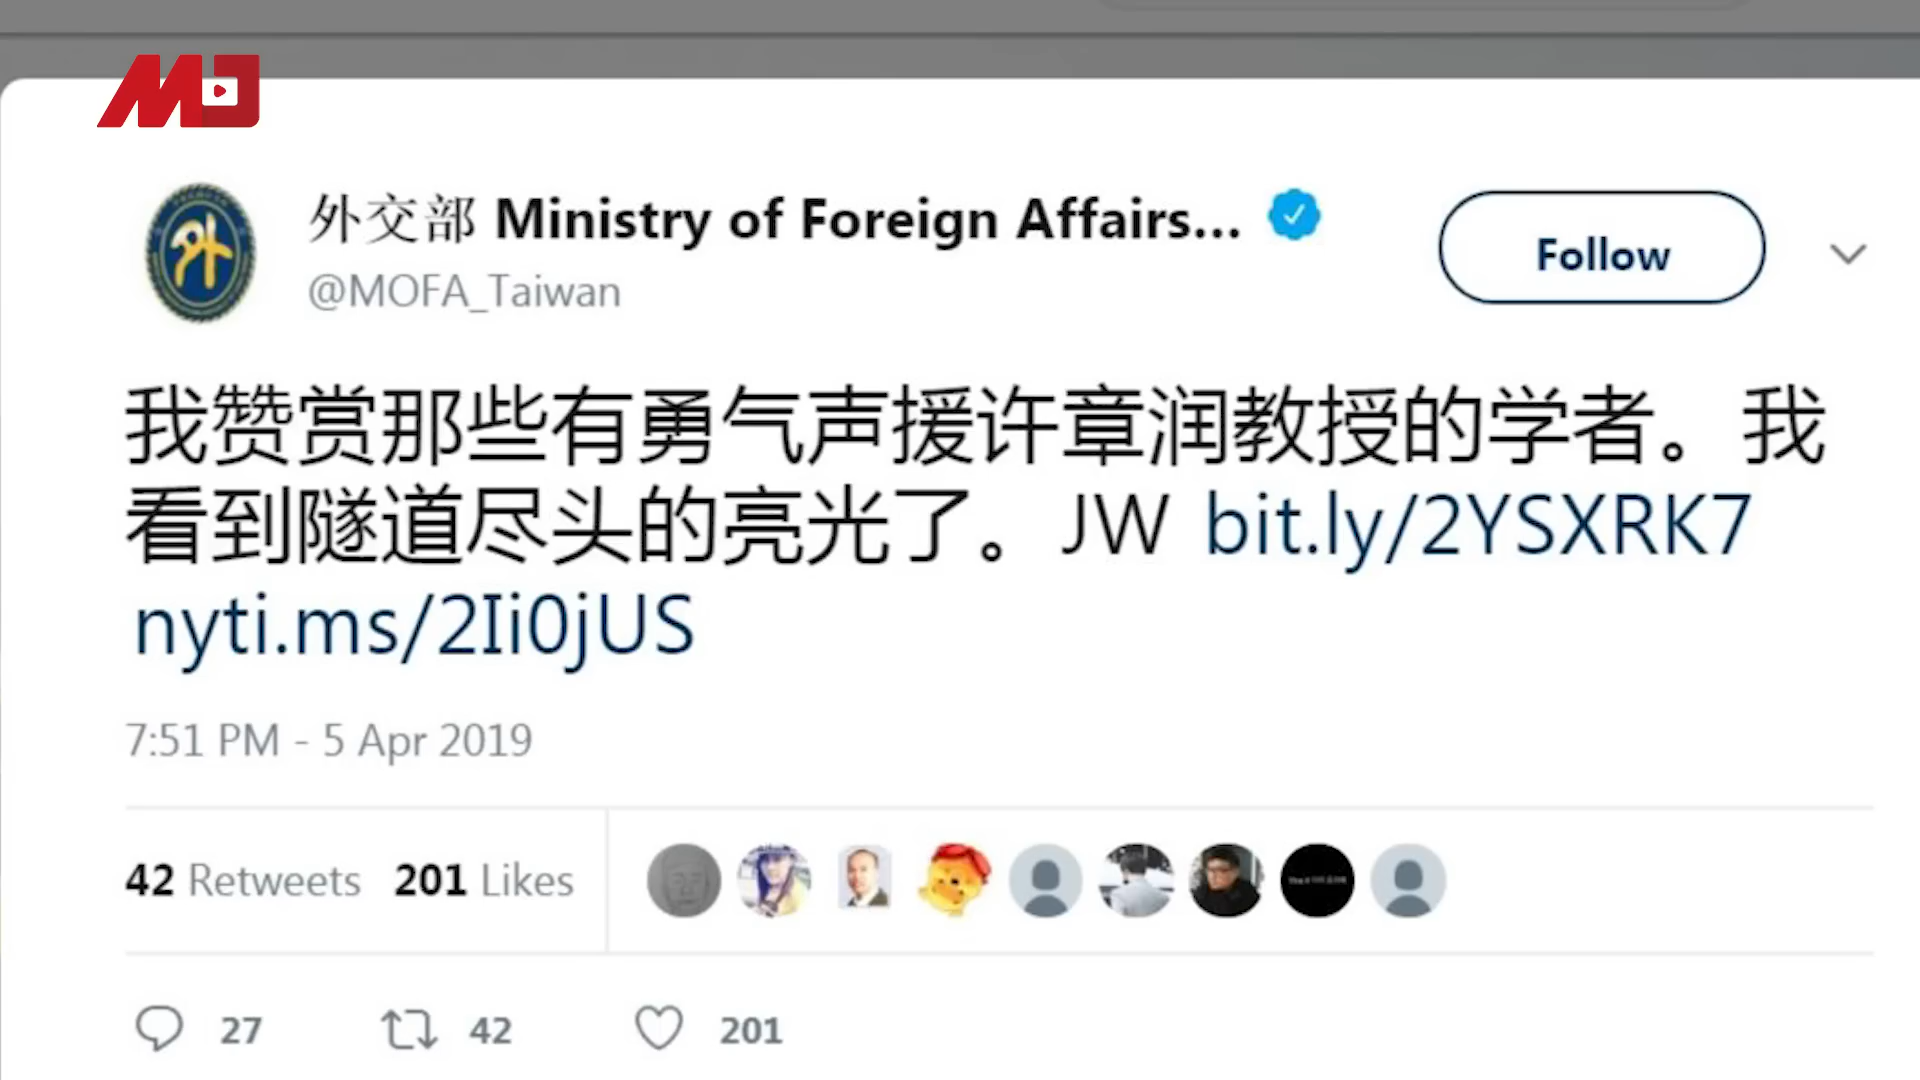 MJ
外交部 Ministry of Foreign Affairs...
@MOFA_Taiwan
Follow
我赞赏那些有勇气声援许章润教授的学者。我
看到隧道尽头的亮光了。JW bit.ly/2YSXRK7
nyti.ms/2Ii0jUS
7:51 PM - 5 Apr 2019
42 Retweets 201 Likes
27 42 201